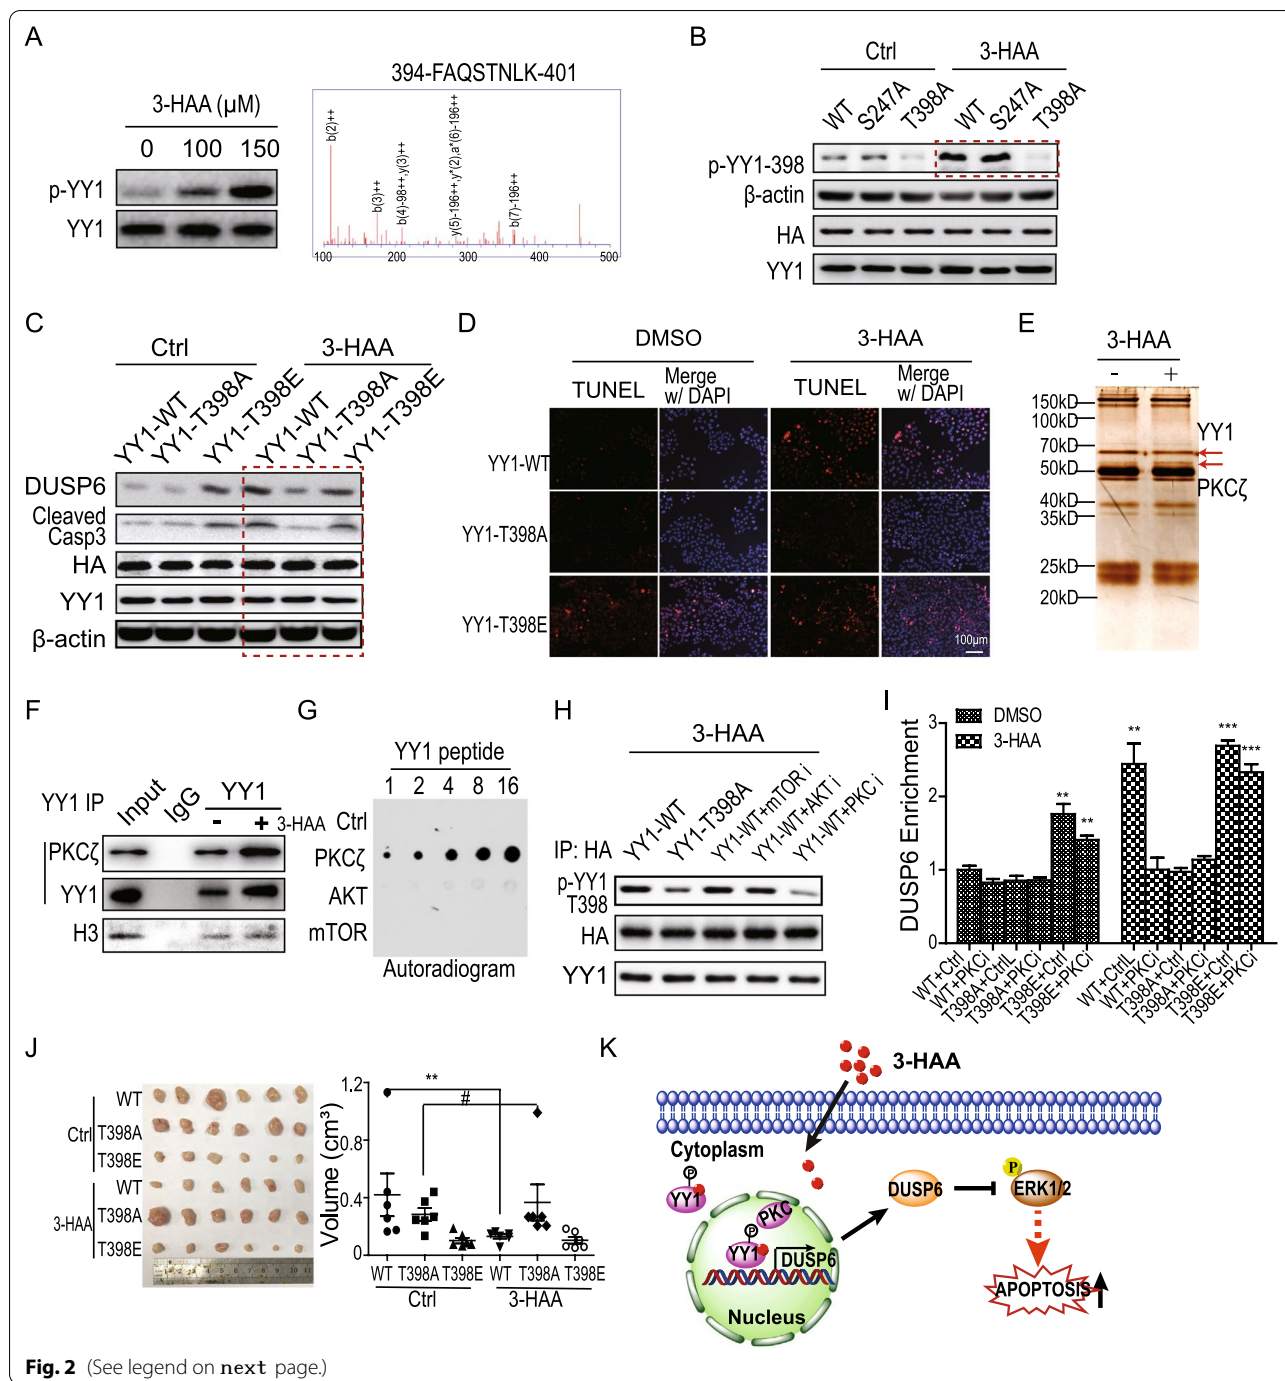 A
3-HAA (µM)
0 100 150
p-YY1
YY1
394-FAQSTNLK-401
b(2)++
b(3)++
b(4)-98++,y(3)++
y(5)-196++,y*(2),a*(6)-196++
b(7)-196++
100 200 300 400 500
B
Ctrl 3-HAA
WT S247A T398A WT S247A T398A
p-YY1-398
β-actin
HA
YY1
C
Ctrl 3-HAA
YY1-WT YY1-T398A YY1-T398E YY1-WT YY1-T398A YY1-T398E
DUSP6
Cleaved
Casp3
HA
YY1
β-actin
D
DMSO 3-HAA
TUNEL Merge w/ DAPI TUNEL Merge w/ DAPI
YY1-WT
YY1-T398A
YY1-T398E
100µm
E
3-HAA
- +
150kD
100kD
70kD
50kD
40kD
35kD
25kD
20kD
YY1
PKCζ
F
YY1 IP
Input IgG YY1
- + 3-HAA
PKCζ
YY1
H3
G
YY1 peptide
1 2 4 8 16
Ctrl
PKCζ
AKT
mTOR
Autoradiogram
H
3-HAA
IP: HA
YY1-WT YY1-T398A YY1-WT+mTOR i YY1-WT+AKT i YY1-WT+PKC i
p-YY1
T398
HA
YY1
I
DUSP6 Enrichment
3
2
1
0
DMSO
3-HAA
** ** ** *** ***
WT+Ctrl WT+PKCi T398A+CtrL T398A+PKCi T398E+Ctrl T398E+PKCi
WT+CtrlL WT+PKCi T398A+Ctrl T398A+PKCi T398E+Ctrl T398E+PKCi
J
Ctrl
WT
T398A
T398E
3-HAA
WT
T398A
T398E
Volume (cm³)
1.2
0.8
0.4
0
**
#
WT T398A T398E WT T398A T398E
Ctrl 3-HAA
K
3-HAA
Cytoplasm
P
YY1
PKC
P
YY1
DUSP6
Nucleus
DUSP6
P
ERK1/2
APOPTOSIS
Fig. 2 (See legend on next page.)